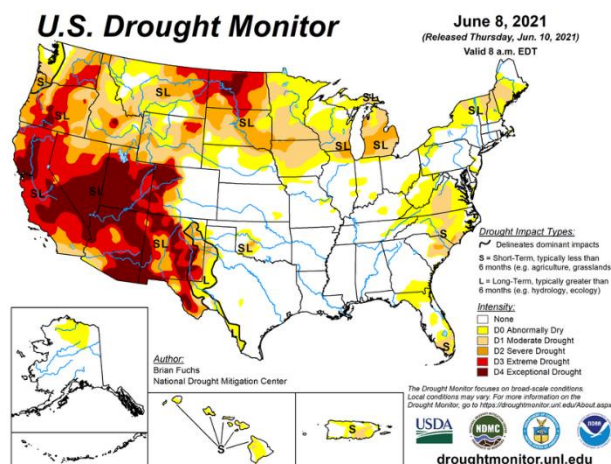 U.S. Drought Monitor
June 8, 2021
(Released Thursday, Jun. 10, 2021)
Valid 8 a.m. EDT
SL
SL
SL
SL
SL
SL
SL
SL
SL
SL
SL
L
S
S
Drought Impact Types:
Delineates dominant impacts
S = Short-Term, typically less than
6 months (e.g. agriculture, grasslands
L = Long-Term, typically greater than
6 months (e.g. hydrology, ecology)
Intensity:
None
D0 Abnormally Dry
D1 Moderate Drought
D2 Severe Drought
D3 Extreme Drought
D4 Exceptional Drought
Author:
Brian Fuchs
National Drought Mitigation Center
S
S
The Drought Monitor focuses on broad-scale conditions.
Local conditions may vary. For more information on the
Drought Monitor, go to https://droughtmonitor.unl.edu/About.aspx
USDA
NDMC
NOAA
droughtmonitor.unl.edu